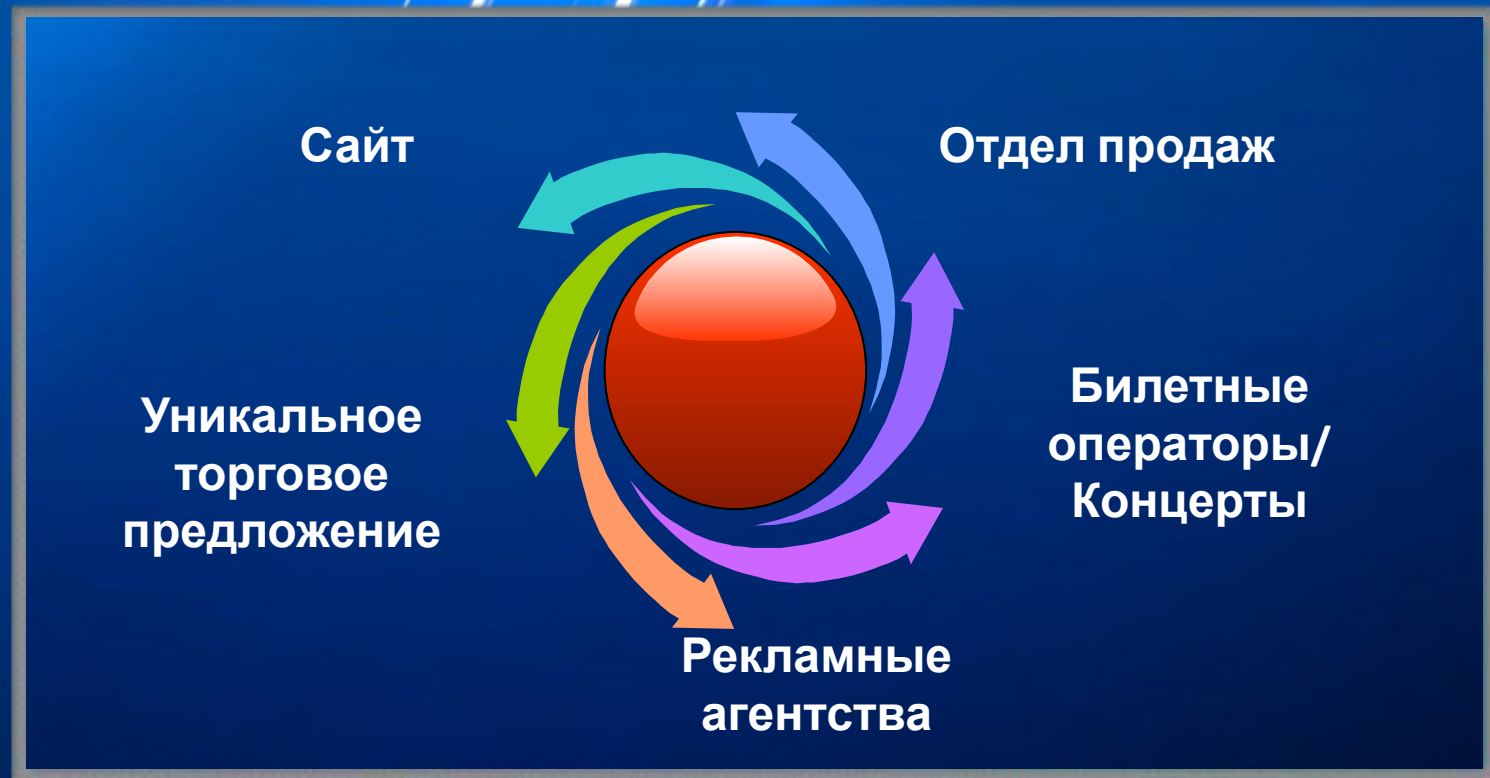 Сайт
Отдел продаж
Уникальное
торговое
предложение
Билетные
операторы/
Концерты
Рекламные
агентства